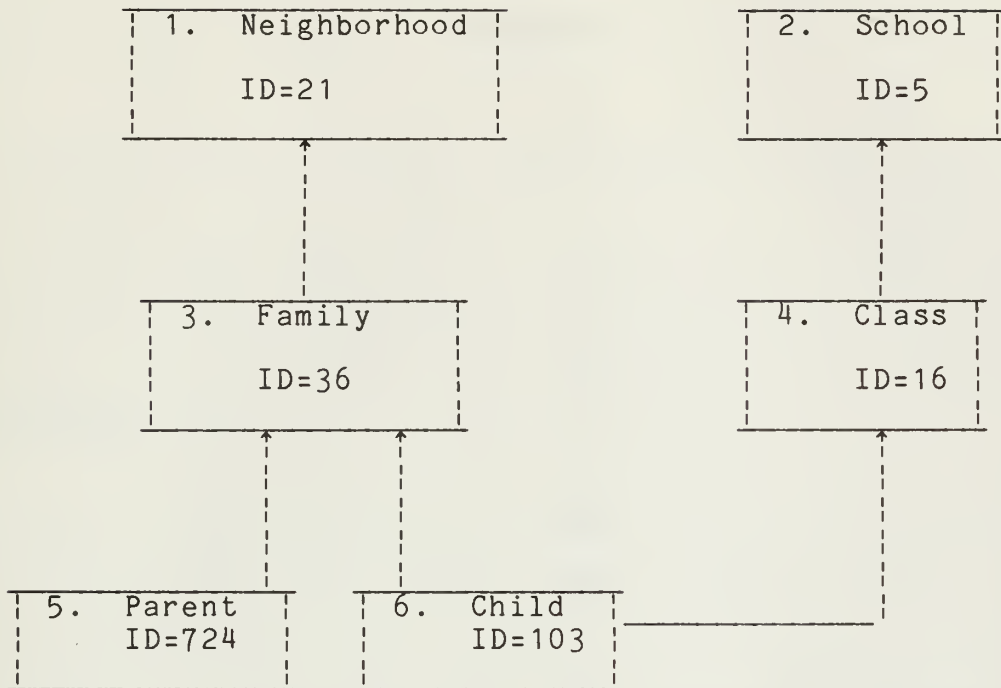 1. Neighborhood
ID=21
2. School
ID=5
3. Family
ID=36
4. Class
ID=16
5. Parent
ID=724
6. Child
ID=103